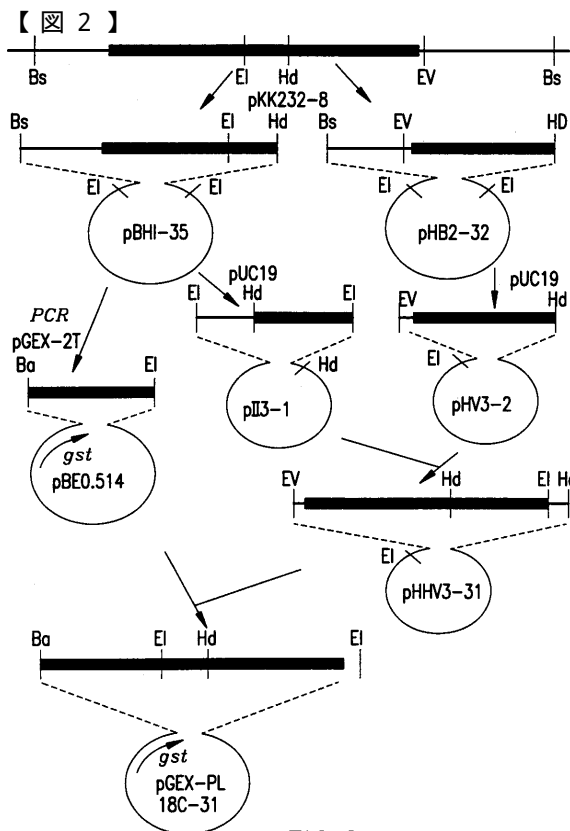 【図2】
Bs EI Hd EV Bs
pKK232-8
Bs EI Hd
Bs EV HD
EI EI
pBHI-35
EI EI
pHB2-32
PCR
pGEX-2T
pUC19
pUC19
EI Hd EI
EV Hd
Ba EI
Hd
pII3-1
EI
pHV3-2
gst
pBE0.514
EV Hd EI Hd
EI
pHHV3-31
Ba EI Hd EI
gst
pGEX-PL
18C-31